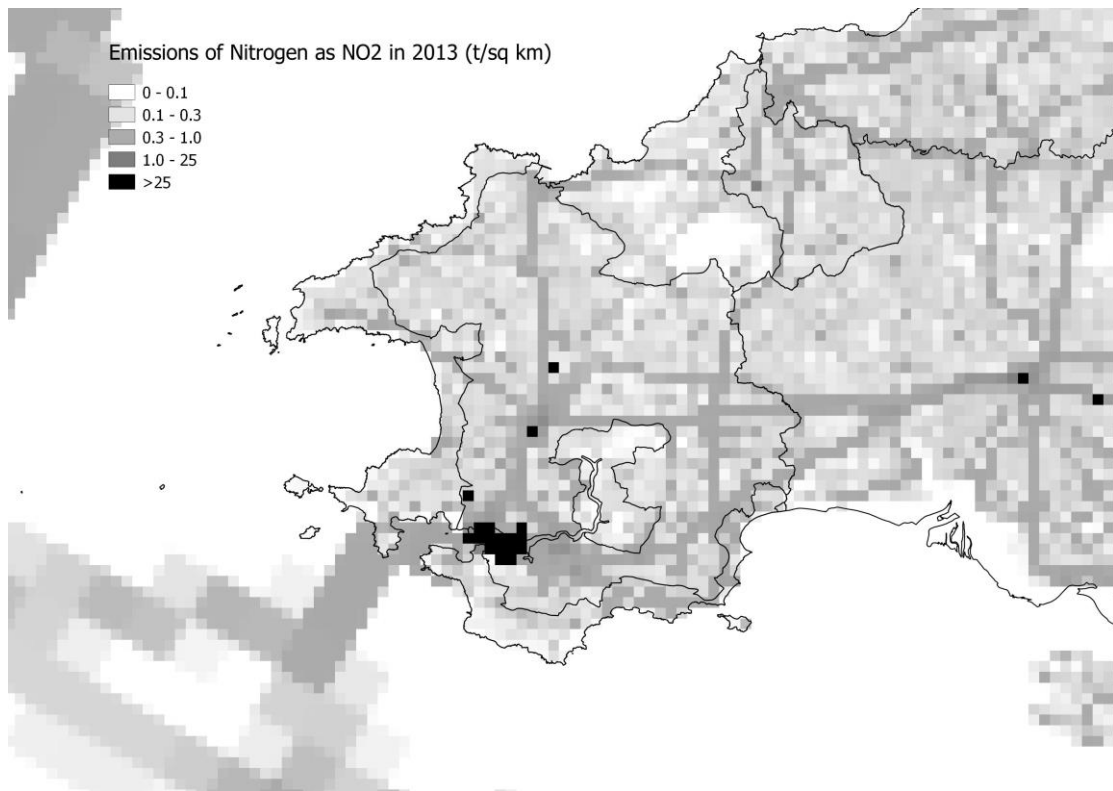 Emissions of Nitrogen as NO2 in 2013 (t/sq km)
0 - 0.1
0.1 - 0.3
0.3 - 1.0
1.0 - 25
>25